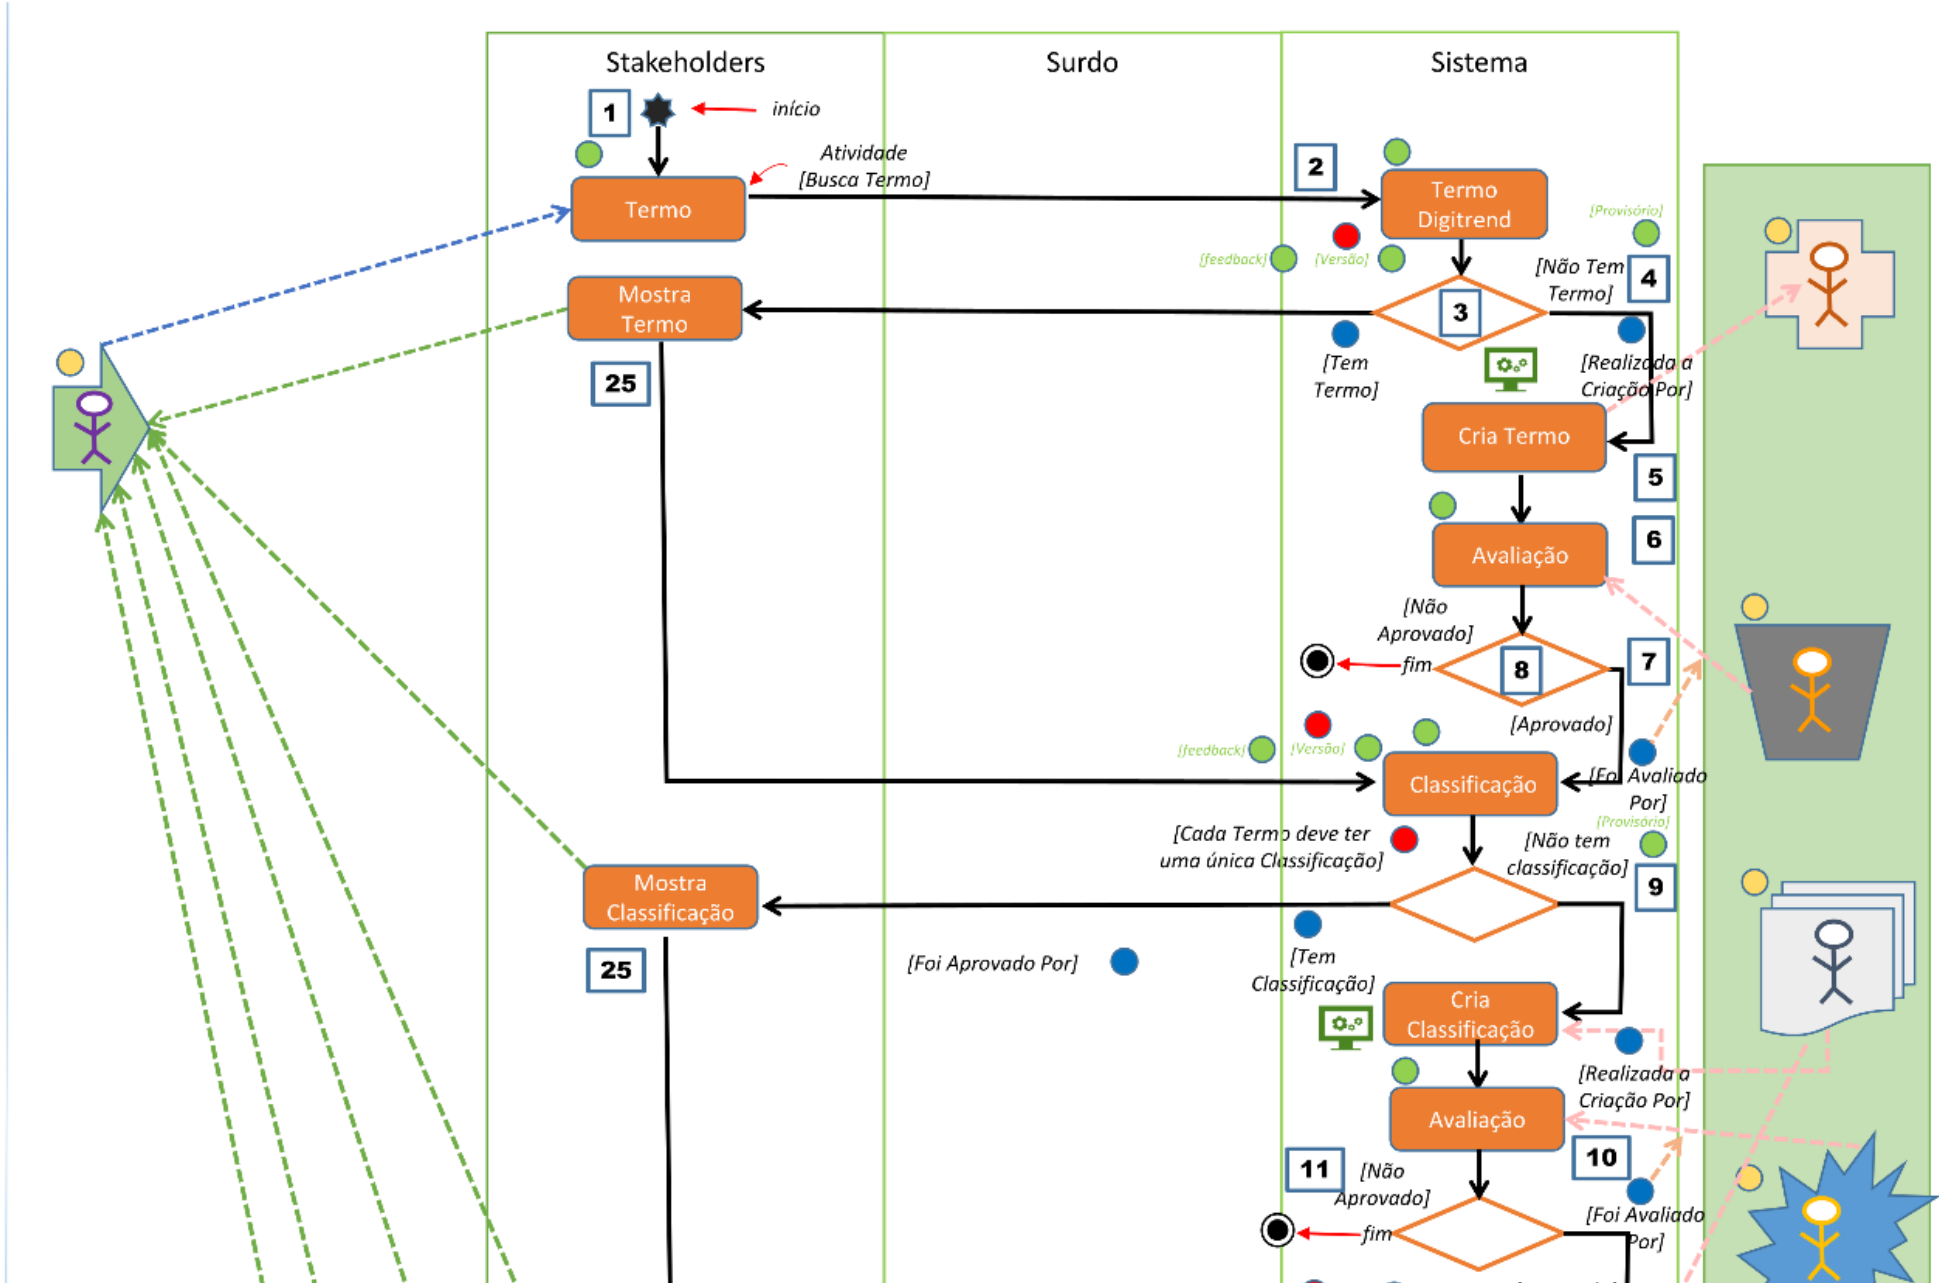 Stakeholders
Surdo
Sistema
1
início
Atividade
[Busca Termo]
2
Termo
Termo
Digitrend
[Provisório]
[feedback]
[Versão]
[Não Tem
Termo]
4
Mostra
Termo
3
25
[Tem
Termo]
[Realizada a
Criação Por]
Cria Termo
5
6
Avaliação
[Não
Aprovado]
fim
8
7
[Aprovado]
[feedback]
[Versão]
Classificação
[Foi Avaliado
Por]
[Provisório]
[Cada Termo deve ter
uma única Classificação]
[Não tem
classificação]
9
Mostra
Classificação
25
[Foi Aprovado Por]
[Tem
Classificação]
Cria
Classificação
[Realizada a
Criação Por]
Avaliação
10
11
[Não
Aprovado]
fim
[Foi Avaliado
Por]